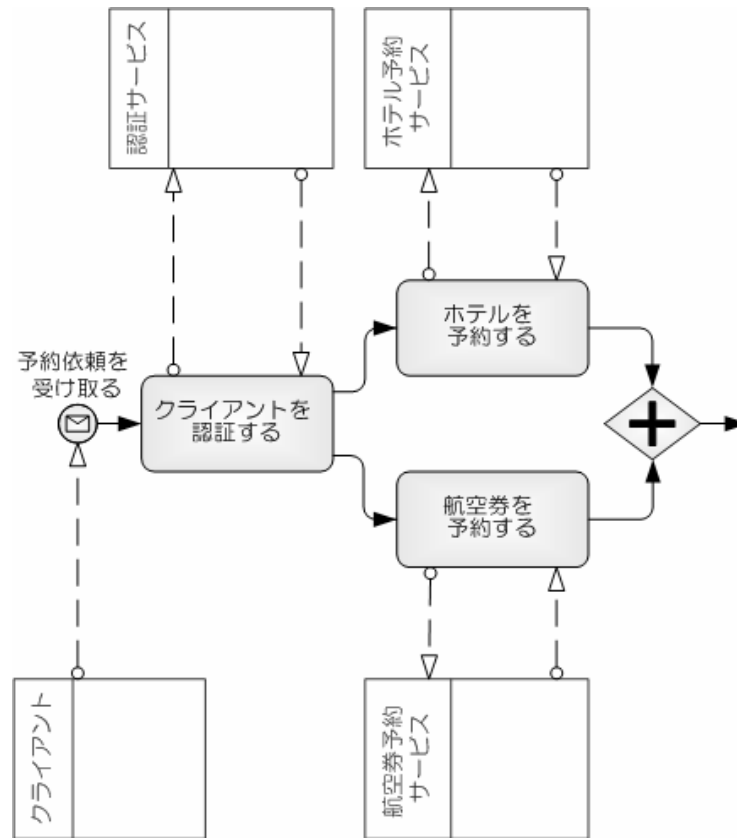 認証サービス
ホテル予約
サービス
予約依頼を
受け取る
クライアントを
認証する
ホテルを
予約する
航空券を
予約する
クライアント
航空券予約
サービス